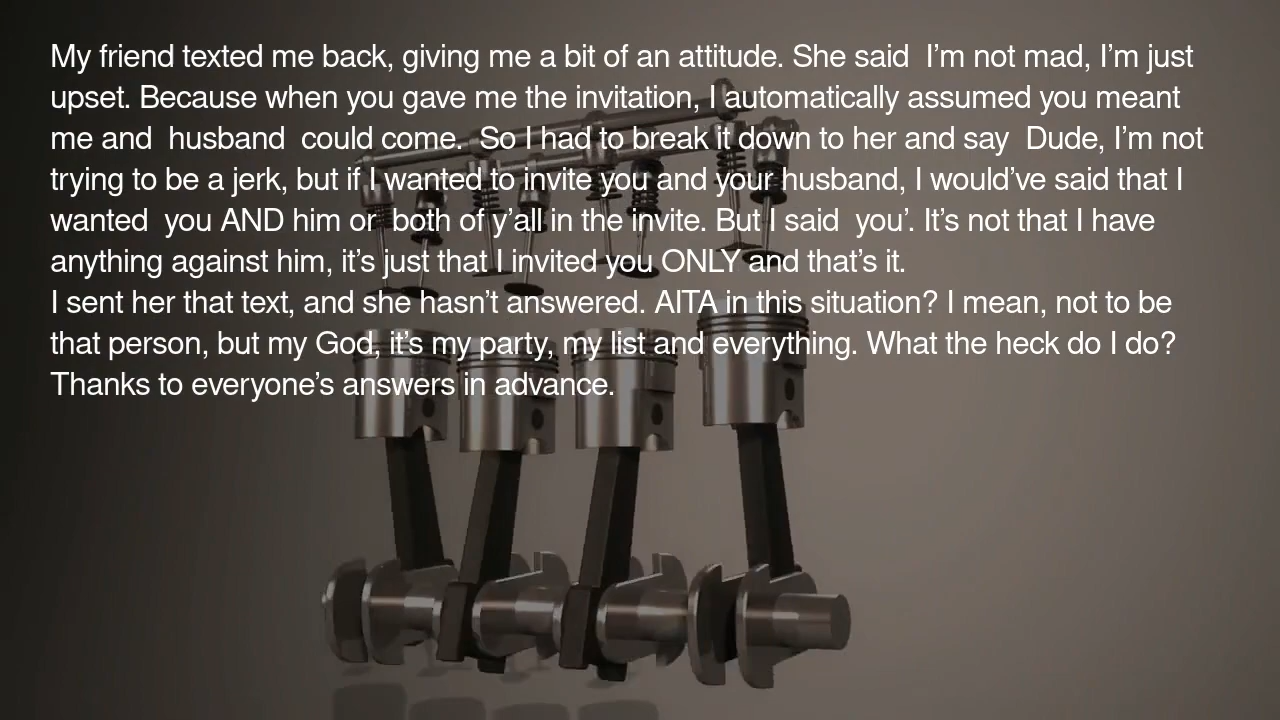 My friend texted me back, giving me a bit of an attitude. She said  I’m not mad, I’m just
upset. Because when you gave me the invitation, I automatically assumed you meant
me and  husband  could come.  So I had to break it down to her and say  Dude, I’m not
trying to be a jerk, but if I wanted to invite you and your husband, I would’ve said that I
wanted  you AND him or  both of y’all in the invite. But I said  you’. It’s not that I have
anything against him, it’s just that I invited you ONLY and that’s it.
I sent her that text, and she hasn’t answered. AITA in this situation? I mean, not to be
that person, but my God, it’s my party, my list and everything. What the heck do I do?
Thanks to everyone’s answers in advance.